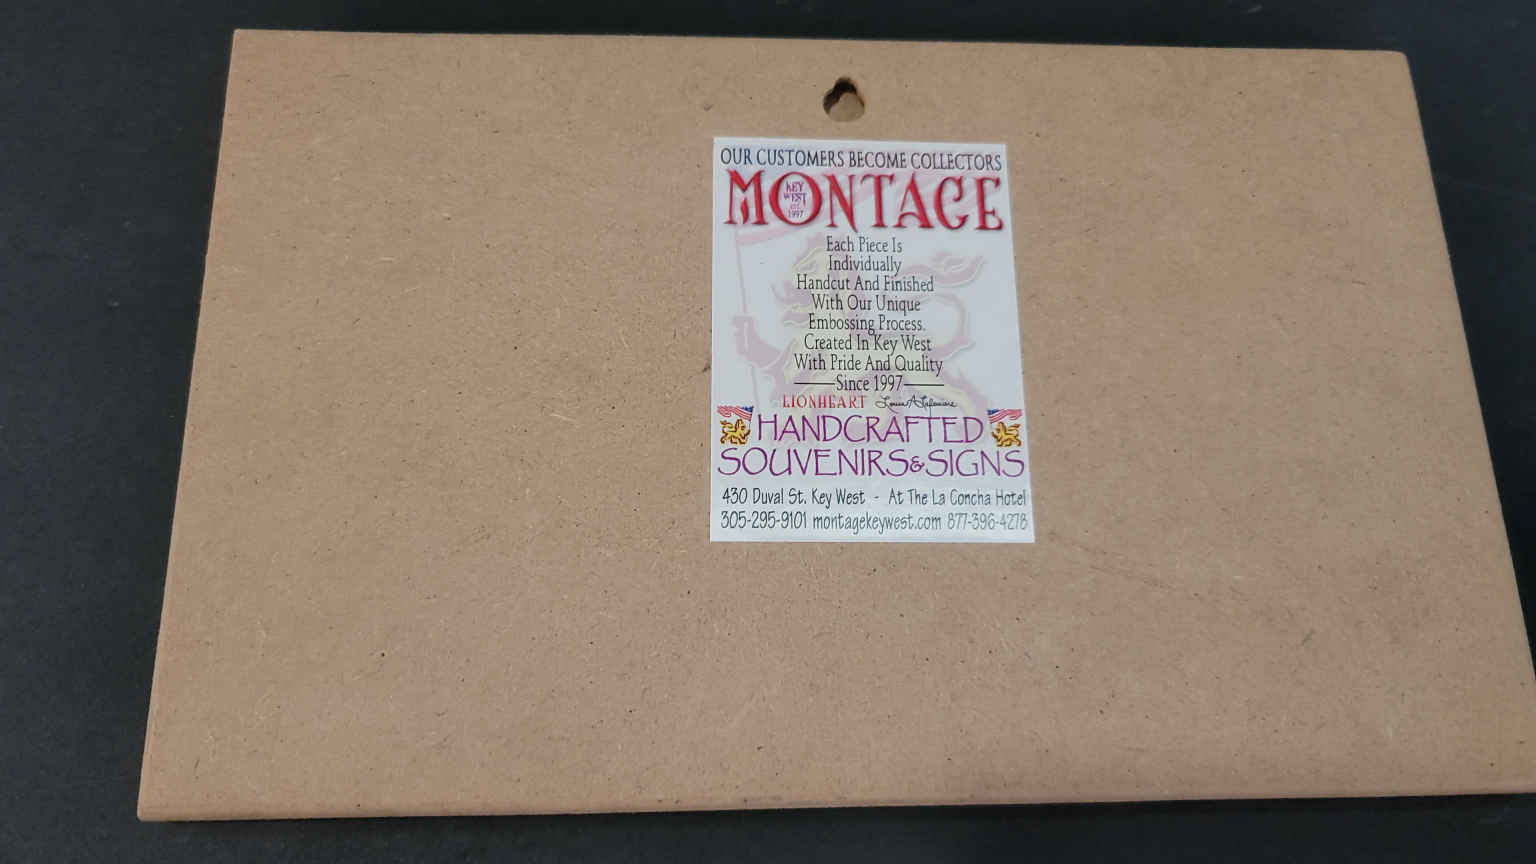 OUR CUSTOMERS BECOME COLLECTORS
MONTAGE
KEY
WEST
EST.
1997
Each Piece Is
Individually
Handcut And Finished
With Our Unique
Embossing Process.
Created In Key West
With Pride And Quality
Since 1997
LIONHEART
HANDCRAFTED
SOUVENIRS & SIGNS
430 Duval St. Key West - At The La Concha Hotel
305-295-9101 montagekeywest.com 877-396-4278